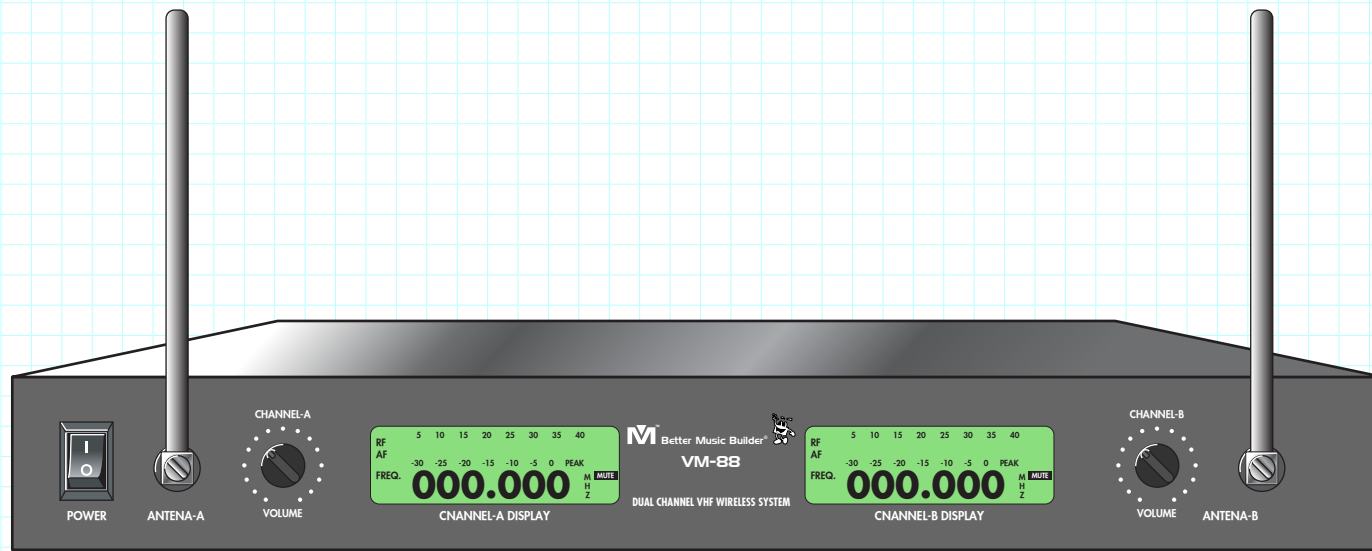 CHANNEL-A
VOLUME
POWER
ANTENA-A
I
O
RF 5 10 15 20 25 30 35 40
AF
-30 -25 -20 -15 -10 -5 0 PEAK
FREQ. 000.000 MHZ MUTE
CNANNEL-A DISPLAY
M™ Better Music Builder®
VM-88
DUAL CHANNEL VHF WIRELESS SYSTEM
RF 5 10 15 20 25 30 35 40
AF
-30 -25 -20 -15 -10 -5 0 PEAK
FREQ. 000.000 MHZ MUTE
CNANNEL-B DISPLAY
CHANNEL-B
VOLUME
ANTENA-B